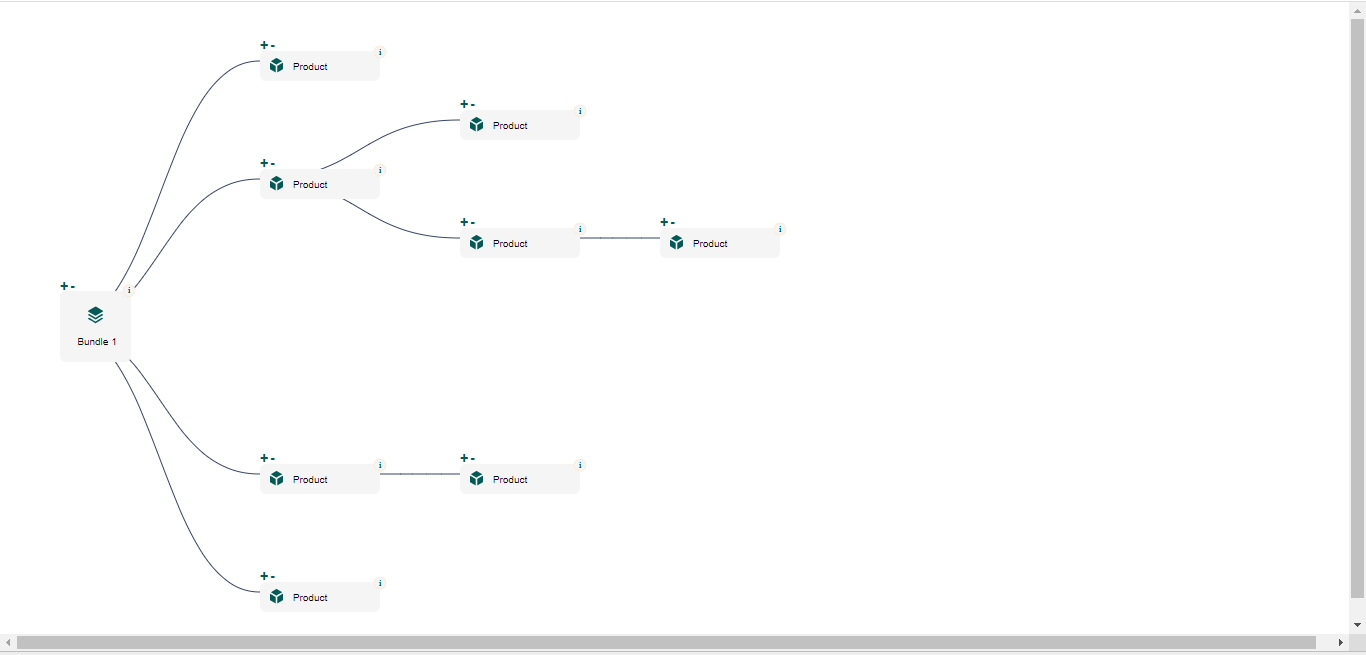 + -
i
Product
+ -
i
Product
+ -
i
Product
+ -
i
Product
+ -
i
Product
+ -
i
Bundle 1
+ -
i
Product
+ -
i
Product
+ -
i
Product